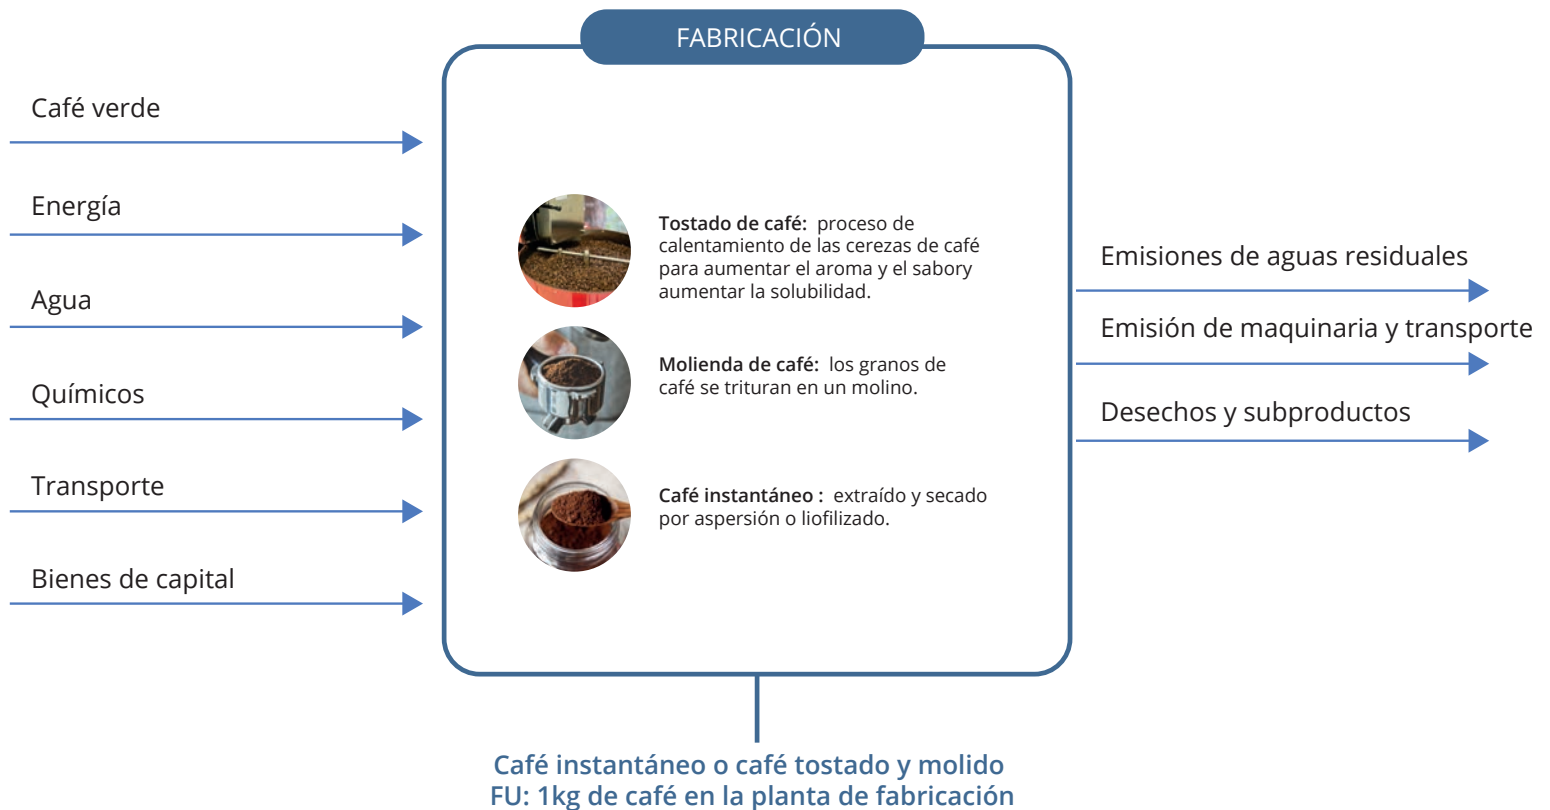 FABRICACIÓN
Café verde
Energía
Agua
Químicos
Transporte
Bienes de capital
Tostado de café: proceso de
calentamiento de las cerezas de café
para aumentar el aroma y el sabory
aumentar la solubilidad.
Molienda de café: los granos de
café se trituran en un molino.
Café instantáneo : extraído y secado
por aspersión o liofilizado.
Emisiones de aguas residuales
Emisión de maquinaria y transporte
Desechos y subproductos
Café instantáneo o café tostado y molido
FU: 1kg de café en la planta de fabricación